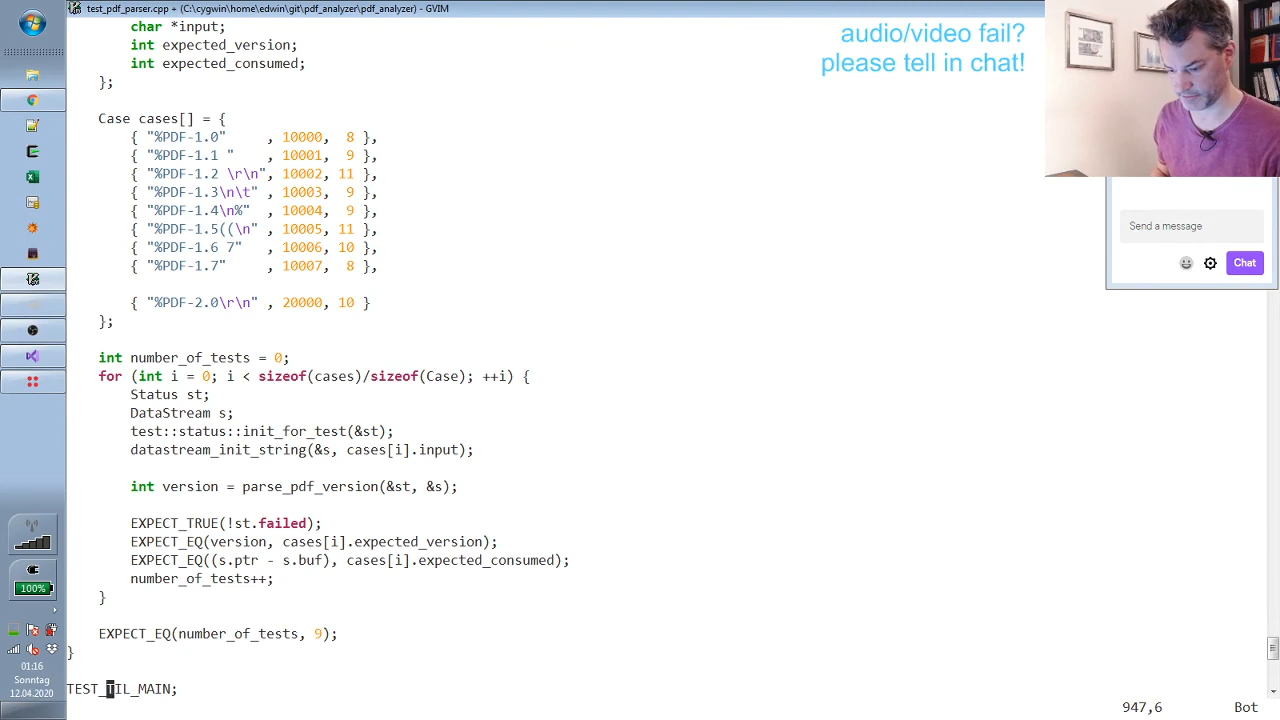 test_pdf_parser.cpp + (C:\cygwin\home\edwin\git\pdf_analyzer\pdf_analyzer) - GVIM
audio/video fail?
please tell in chat!
char *input;
int expected_version;
int expected_consumed;
};
Case cases[] = {
{ "%PDF-1.0" , 10000, 8 },
{ "%PDF-1.1 " , 10001, 9 },
{ "%PDF-1.2 \r\n", 10002, 11 },
{ "%PDF-1.3\n\t" , 10003, 9 },
{ "%PDF-1.4\n%" , 10004, 9 },
{ "%PDF-1.5((\n" , 10005, 11 },
{ "%PDF-1.6 7" , 10006, 10 },
{ "%PDF-1.7" , 10007, 8 },
{ "%PDF-2.0\r\n" , 20000, 10 }
};
int number_of_tests = 0;
for (int i = 0; i < sizeof(cases)/sizeof(Case); ++i) {
Status st;
DataStream s;
test::status::init_for_test(&st);
datastream_init_string(&s, cases[i].input);
int version = parse_pdf_version(&st, &s);
EXPECT_TRUE(!st.failed);
EXPECT_EQ(version, cases[i].expected_version);
EXPECT_EQ((s.ptr - s.buf), cases[i].expected_consumed);
number_of_tests++;
}
EXPECT_EQ(number_of_tests, 9);
}
TEST_TIL_MAIN;
947,6 Bot
Send a message
Chat
100%
01:16
Sonntag
12.04.2020